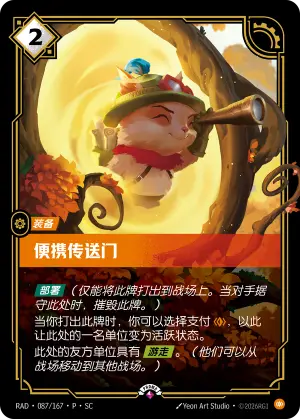 2
装备
便携传送门
部署 （仅能将此牌打出到战场上。当对手据
守此处时，摧毁此牌。）
当你打出此牌时，你可以选择支付 ，以此
让此处的一名单位变为活跃状态。
此处的友方单位具有 游走 。（他们可以从
战场移动到其他战场。）
RAD • 087/167 • P • SC
Yeon Art Studio
©2026RG